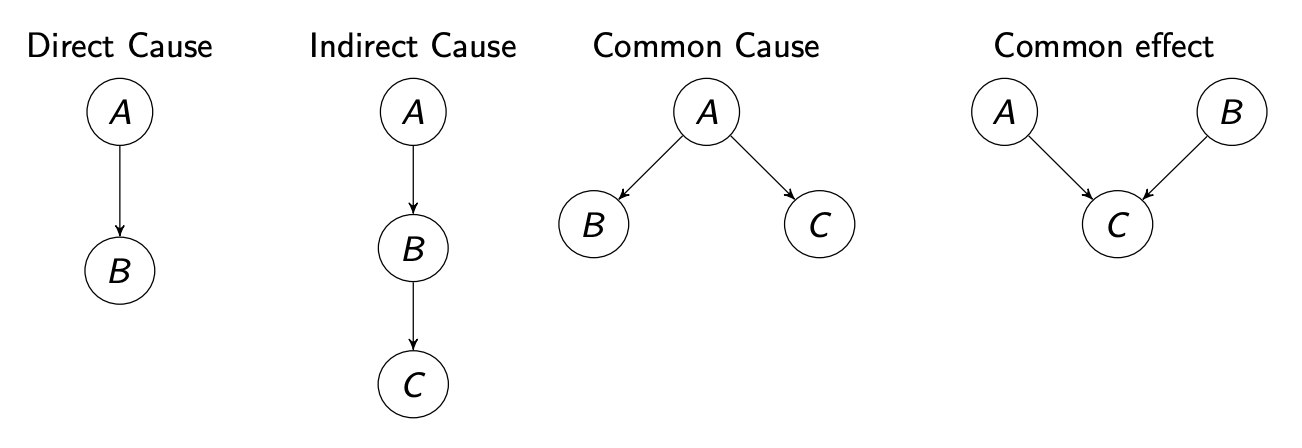 Direct Cause
A
B
Indirect Cause
A
B
C
Common Cause
A
B C
Common effect
A B
C